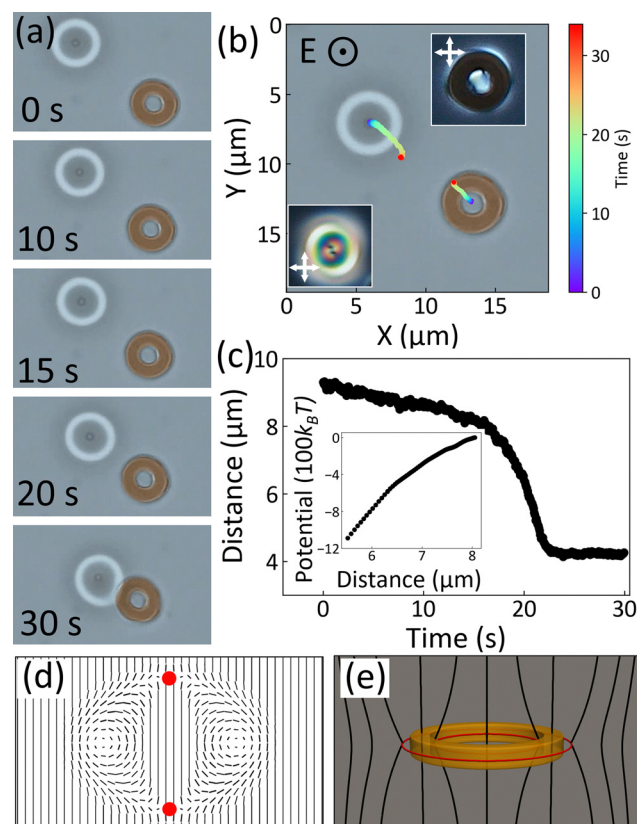 (a)
0 s
10 s
15 s
20 s
30 s
(b)
E
0
5
10
15
Y (μm)
0
5
10
15
X (μm)
30
20
10
0
Time (s)
(c)
10
8
6
4
Distance (μm)
0
10
20
30
Time (s)
0
−4
−8
−12
Potential (100kBT)
6
7
8
Distance (μm)
(d)
(e)